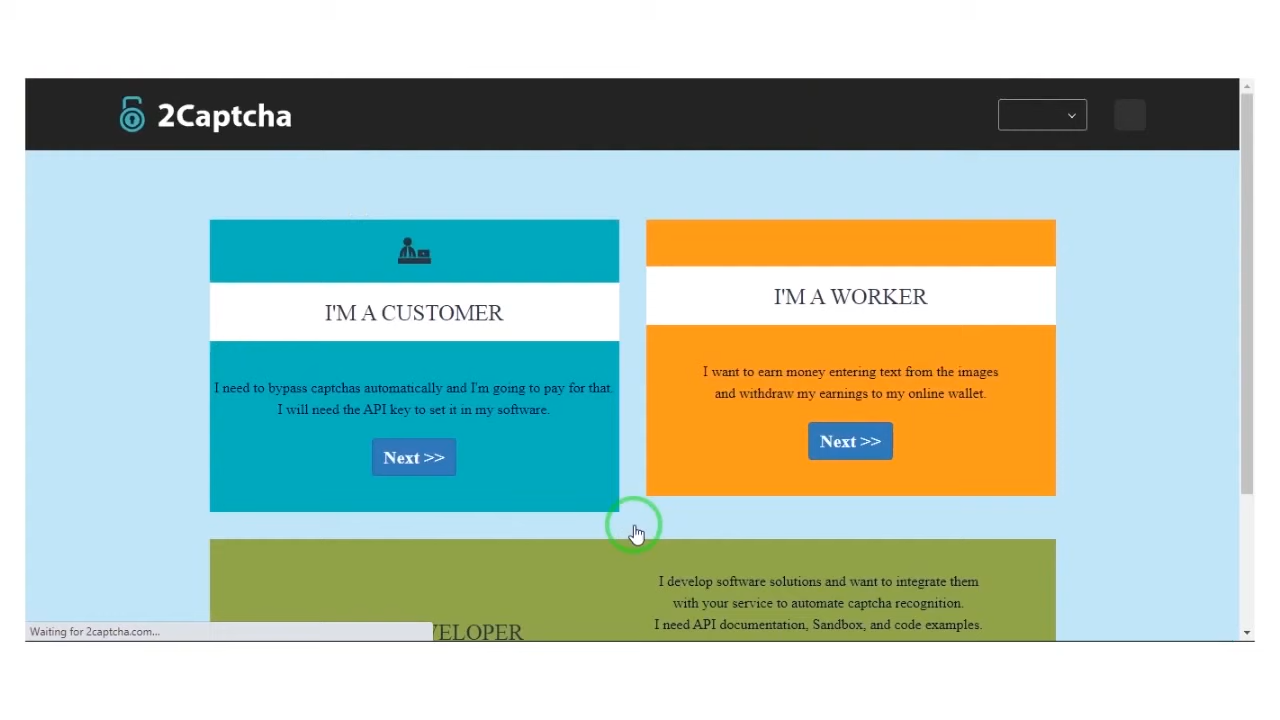 2Captcha
I'M A CUSTOMER
I need to bypass captchas automatically and I'm going to pay for that.
I will need the API key to set it in my software.
Next >>
I'M A WORKER
I want to earn money entering text from the images
and withdraw my earnings to my online wallet.
Next >>
VELOPER
I develop software solutions and want to integrate them
with your service to automate captcha recognition.
I need API documentation, Sandbox, and code examples.
Waiting for 2captcha.com...